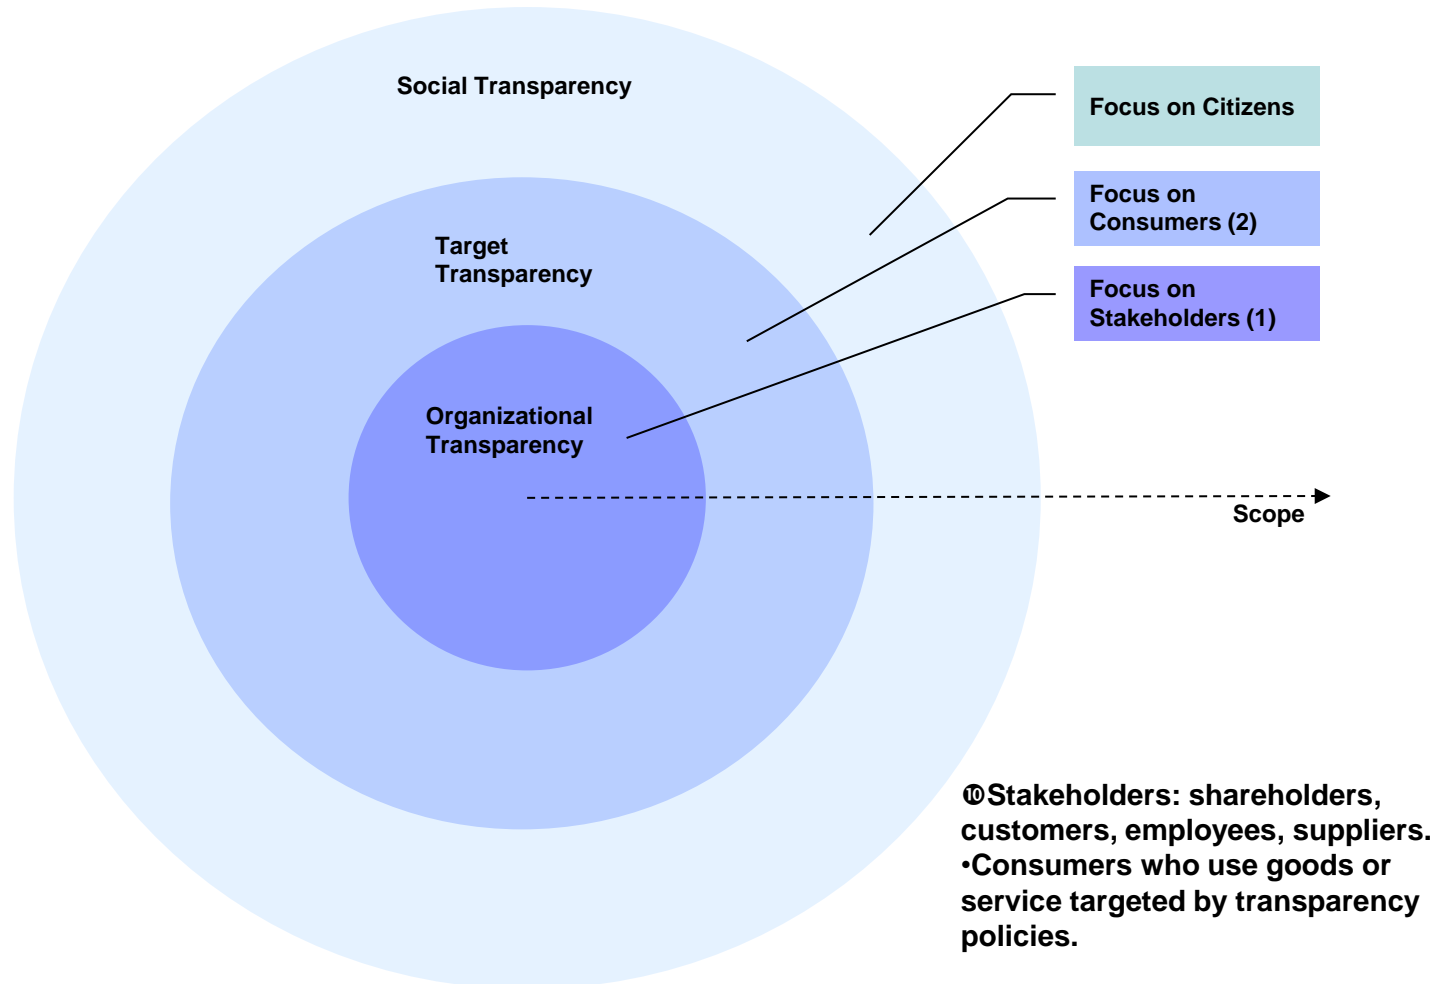 Social Transparency
Focus on Citizens
Focus on
Consumers (2)
Target
Transparency
Focus on
Stakeholders (1)
Organizational
Transparency
Scope
❿Stakeholders: shareholders,
customers, employees, suppliers.
•Consumers who use goods or
service targeted by transparency
policies.